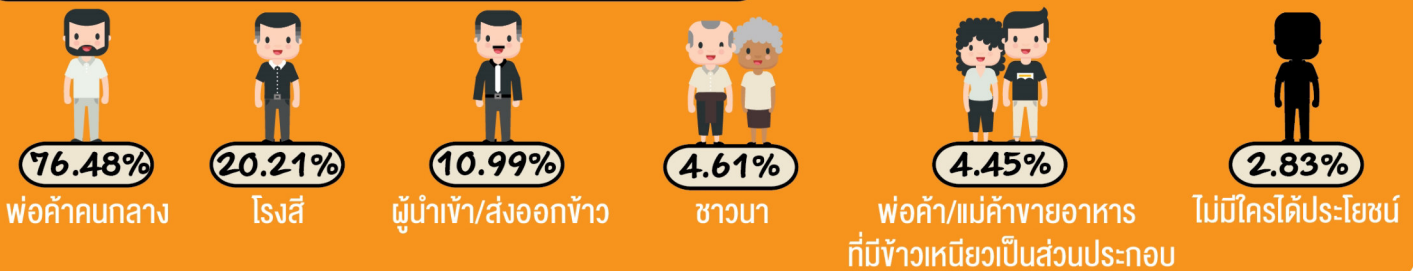 76.48%
พ่อค้าคนกลาง
20.21%
โรงสี
10.99%
ผู้นำเข้า/ส่งออกข้าว
4.61%
ชาวนา
4.45%
พ่อค้า/แม่ค้าขายอาหาร
ที่มีข้าวเหนียวเป็นส่วนประกอบ
2.83%
ไม่มีใครได้ประโยชน์